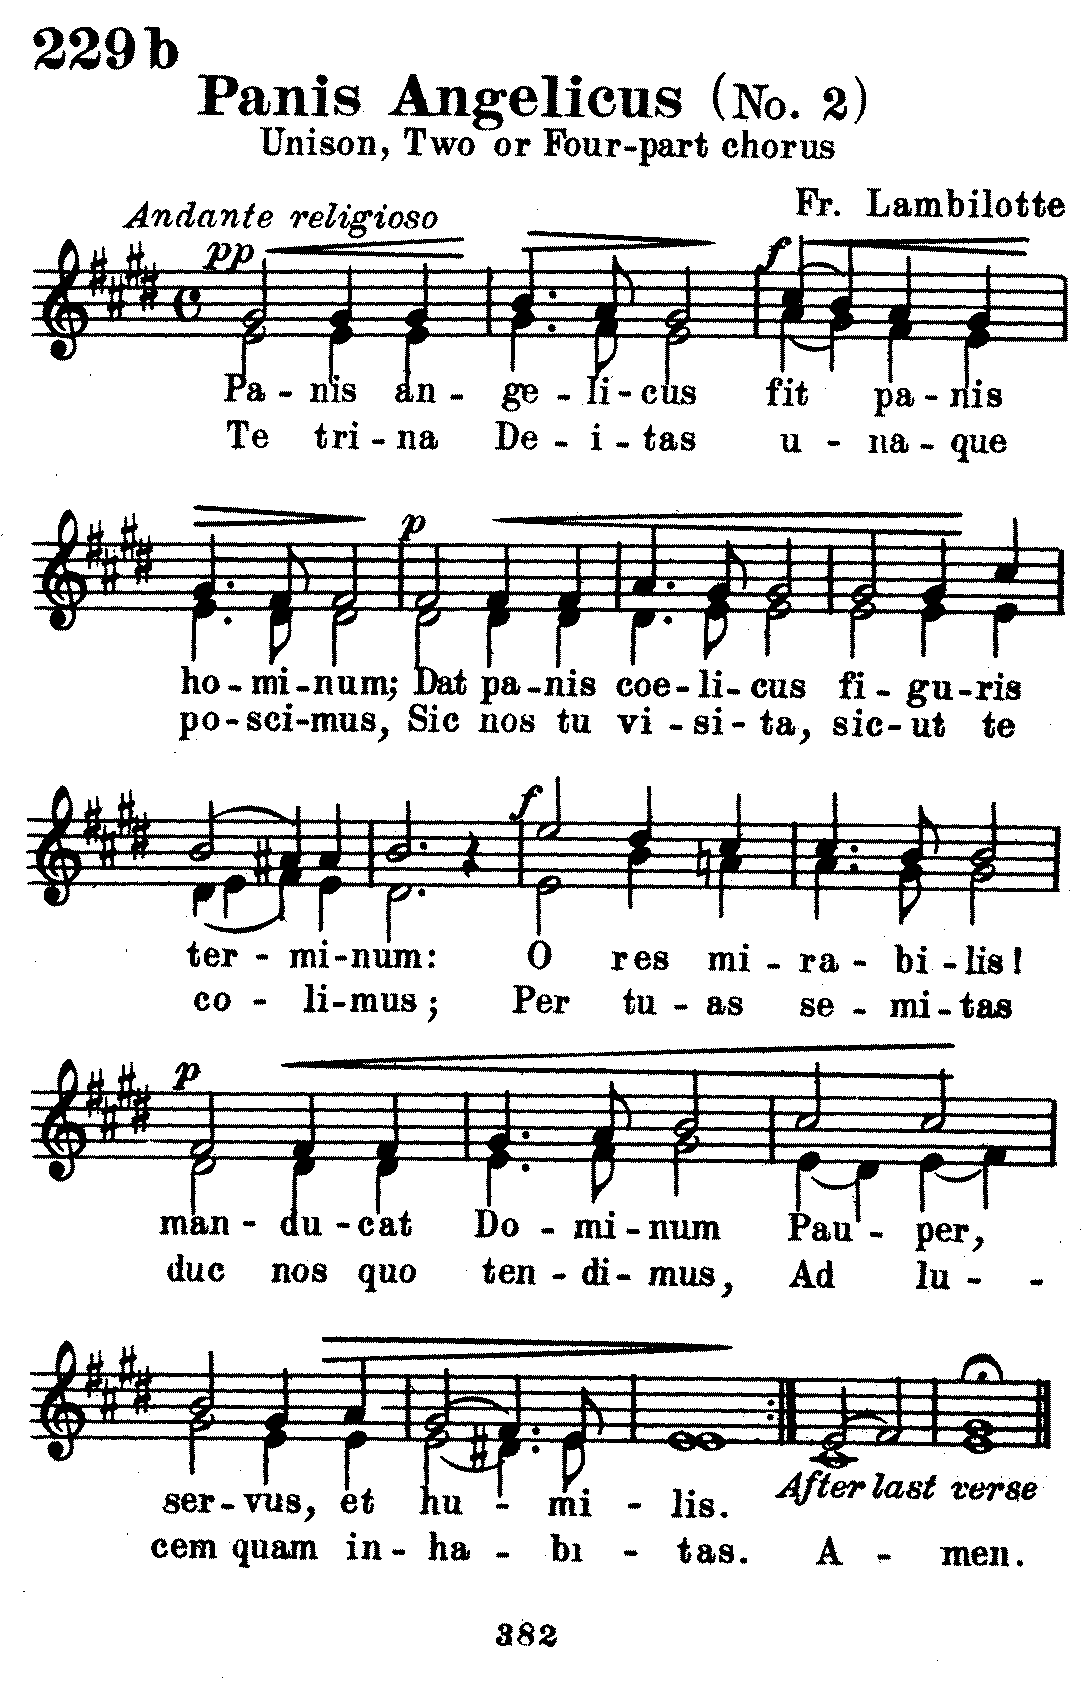 229b
Panis Angelicus (No. 2)
Unison, Two or Four-part chorus
Fr. Lambilotte
Andante religioso
pp f
Pa - nis an - ge - li - cus fit pa - nis
Te tri - na De - i - tas u - na - que
p
ho - mi - num; Dat pa - nis coe - li - cus fi - gu - ris
po - sci - mus, Sic nos tu vi - si - ta, sic - ut te
f
ter - mi - num: O res mi - ra - bi - lis!
co - li - mus; Per tu - as se - mi - tas
p
man - du - cat Do - mi - num Pau - per,
duc nos quo ten - di - mus, Ad lu - -
ser - vus, et hu - mi - lis.
After last verse
cem quam in - ha - bi - tas. A - men.
382